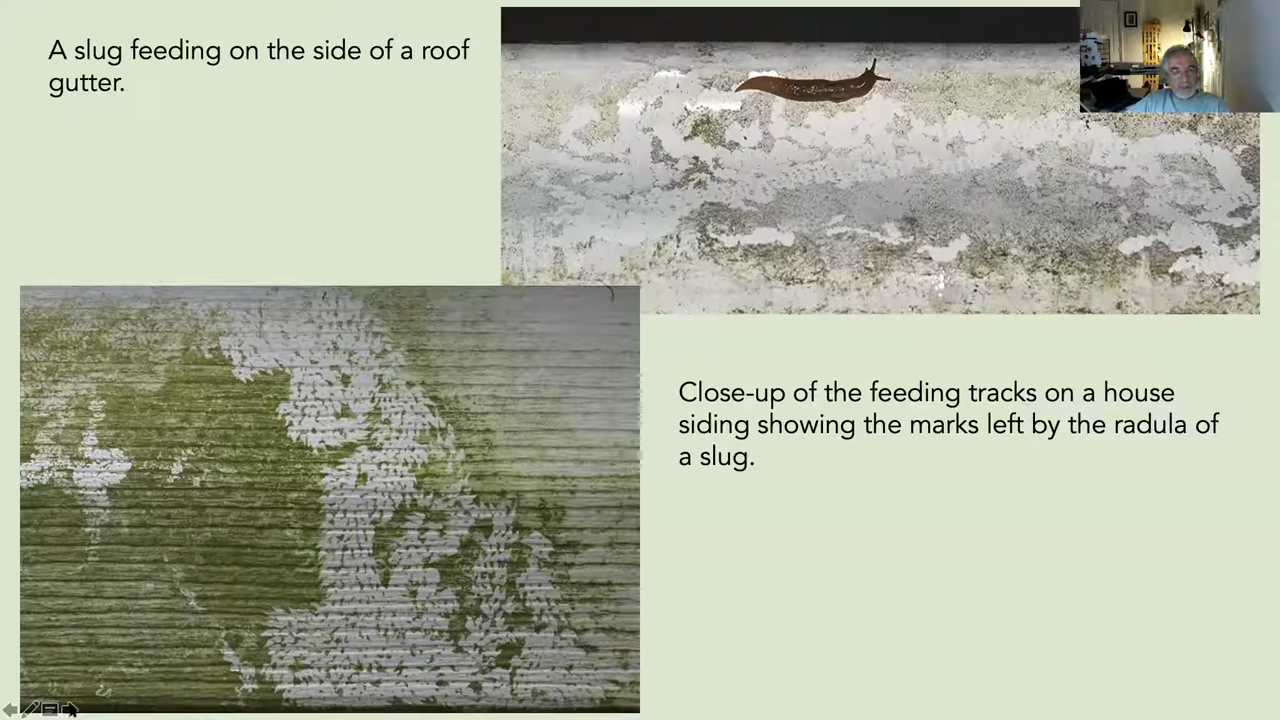 A slug feeding on the side of a roof
gutter.
Close-up of the feeding tracks on a house
siding showing the marks left by the radula of
a slug.